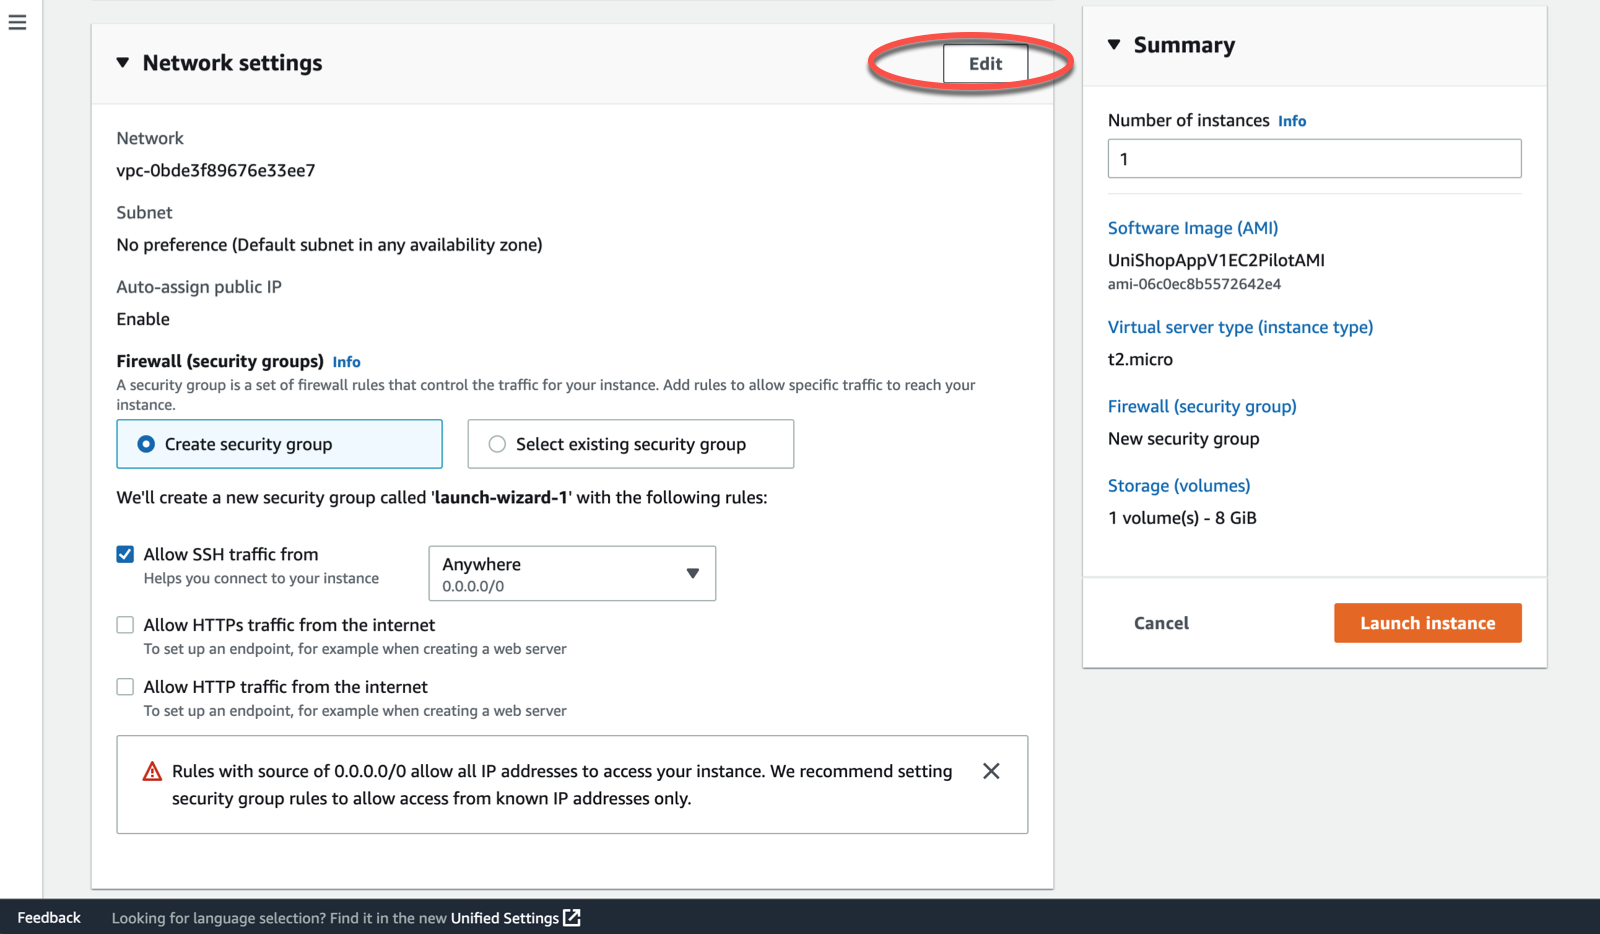 Network settings
Edit
Network
vpc-0bde3f89676e33ee7
Subnet
No preference (Default subnet in any availability zone)
Auto-assign public IP
Enable
Firewall (security groups) Info
A security group is a set of firewall rules that control the traffic for your instance. Add rules to allow specific traffic to reach your
instance.
Create security group
Select existing security group
We'll create a new security group called 'launch-wizard-1' with the following rules:
Allow SSH traffic from
Helps you connect to your instance
Anywhere
0.0.0.0/0
Allow HTTPs traffic from the internet
To set up an endpoint, for example when creating a web server
Allow HTTP traffic from the internet
To set up an endpoint, for example when creating a web server
Rules with source of 0.0.0.0/0 allow all IP addresses to access your instance. We recommend setting
security group rules to allow access from known IP addresses only.
Summary
Number of instances Info
1
Software Image (AMI)
UniShopAppV1EC2PilotAMI
ami-06c0ec8b5572642e4
Virtual server type (instance type)
t2.micro
Firewall (security group)
New security group
Storage (volumes)
1 volume(s) - 8 GiB
Cancel
Launch instance
Feedback
Looking for language selection? Find it in the new Unified Settings